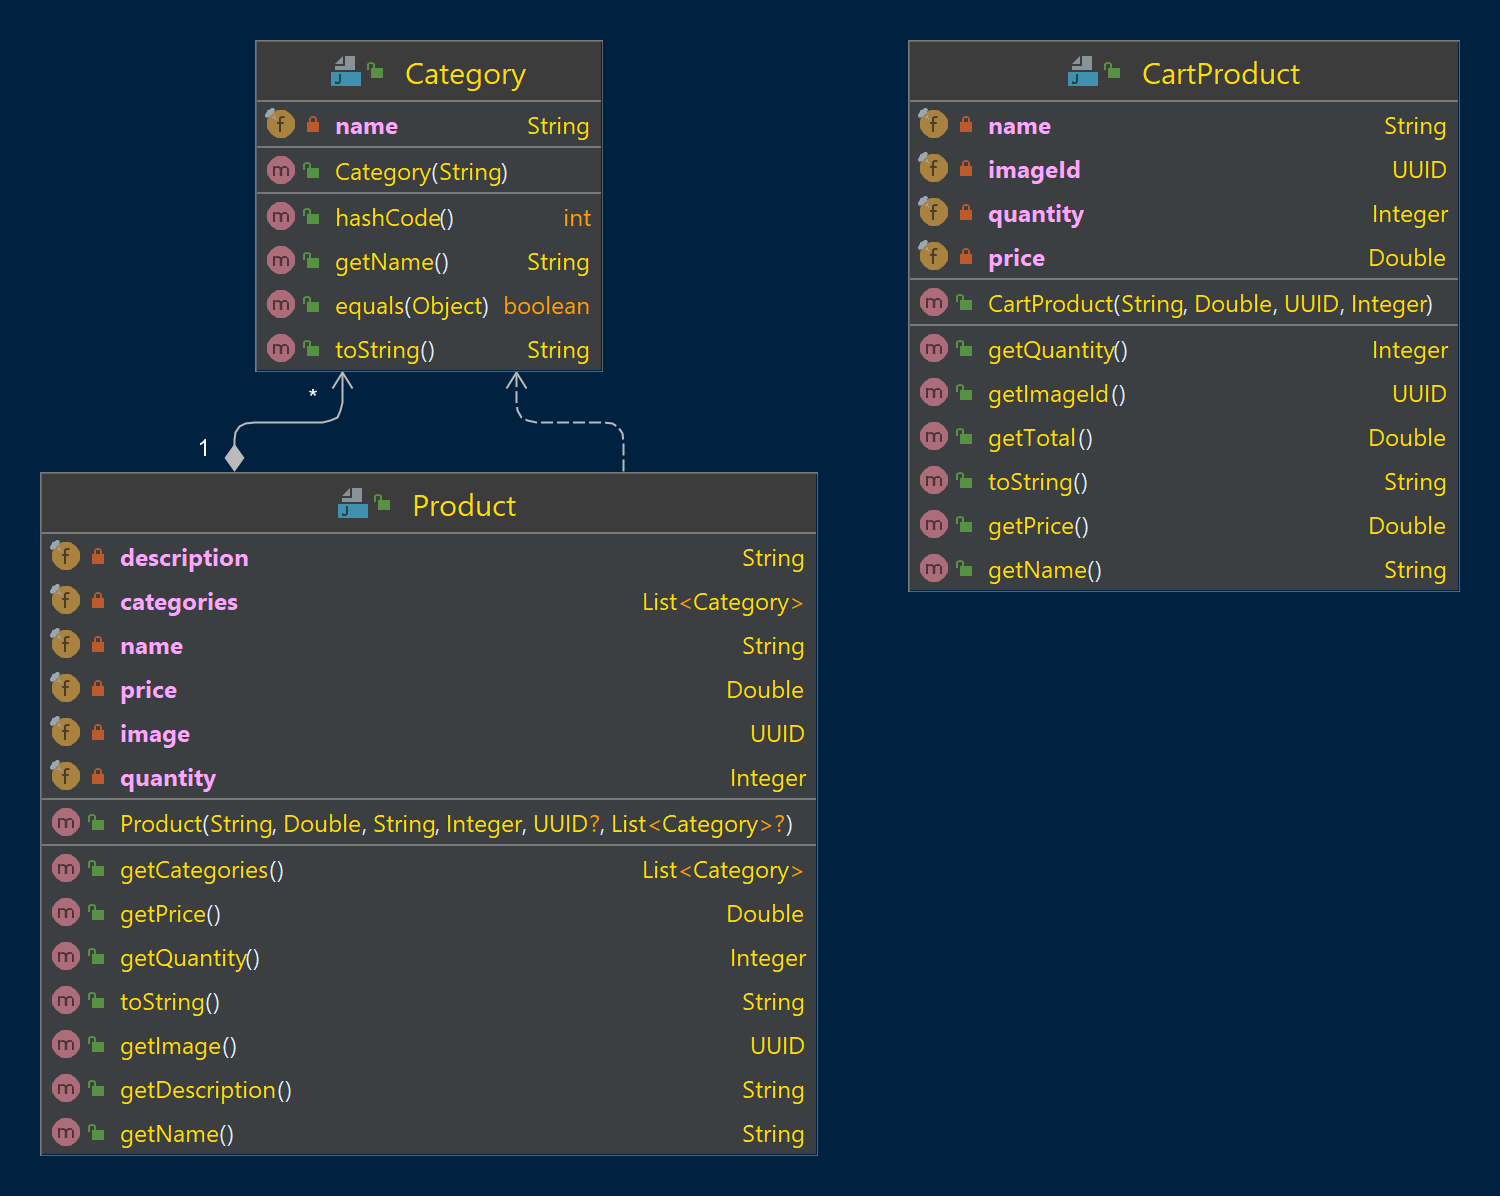 Category
name String
Category(String)
hashCode() int
getName() String
equals(Object) boolean
toString() String
*
1
Product
description String
categories List<Category>
name String
price Double
image UUID
quantity Integer
Product(String, Double, String, Integer, UUID?, List<Category>?)
getCategories() List<Category>
getPrice() Double
getQuantity() Integer
toString() String
getImage() UUID
getDescription() String
getName() String
CartProduct
name String
imageId UUID
quantity Integer
price Double
CartProduct(String, Double, UUID, Integer)
getQuantity() Integer
getImageId() UUID
getTotal() Double
toString() String
getPrice() Double
getName() String